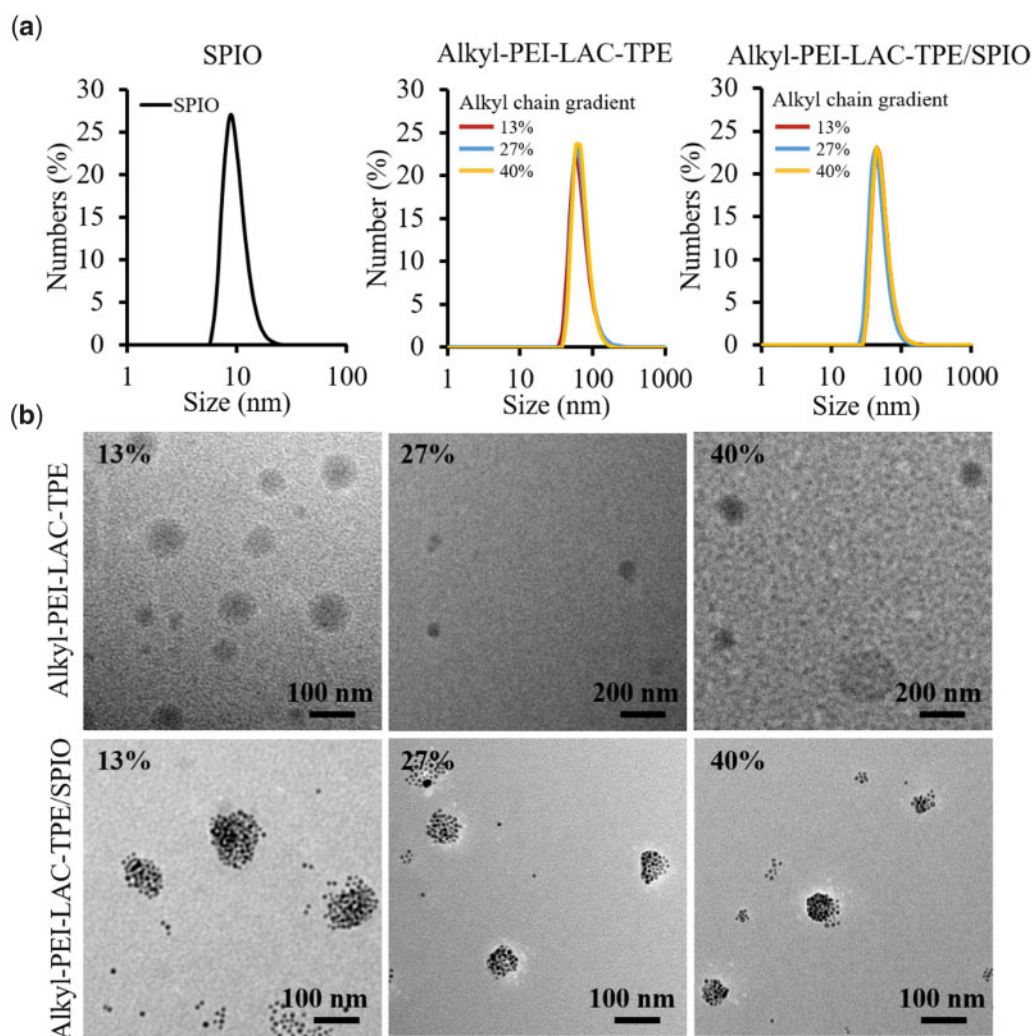 (a)
SPIO
Numbers (%)
30
25
20
15
10
5
0
SPIO
1
10
100
Size (nm)
Alkyl-PEI-LAC-TPE
Number (%)
30
25
20
15
10
5
0
Alkyl chain gradient
13%
27%
40%
1
10
100
1000
Size (nm)
Alkyl-PEI-LAC-TPE/SPIO
Numbers (%)
30
25
20
15
10
5
0
Alkyl chain gradient
13%
27%
40%
1
10
100
1000
Size (nm)
(b)
Alkyl-PEI-LAC-TPE
13%
100 nm
27%
200 nm
40%
200 nm
Alkyl-PEI-LAC-TPE/SPIO
13%
100 nm
27%
100 nm
40%
100 nm